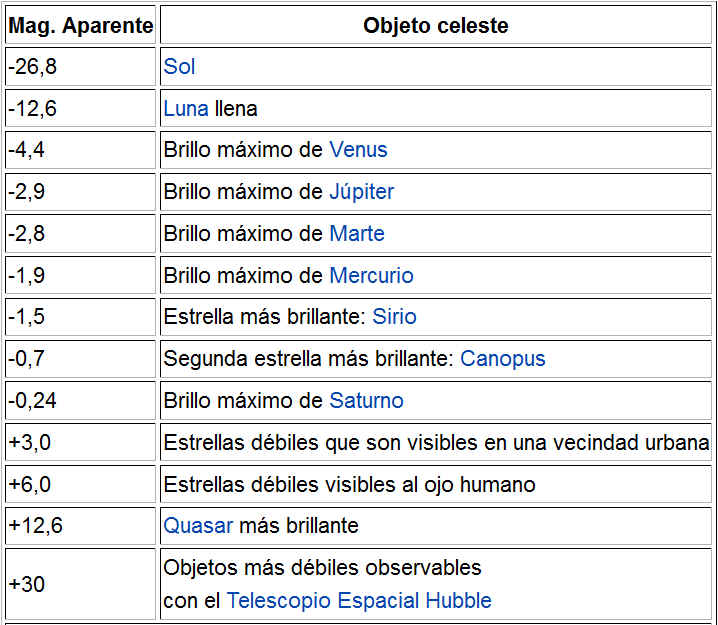 Mag. Aparente Objeto celeste
-26,8 Sol
-12,6 Luna llena
-4,4 Brillo máximo de Venus
-2,9 Brillo máximo de Júpiter
-2,8 Brillo máximo de Marte
-1,9 Brillo máximo de Mercurio
-1,5 Estrella más brillante: Sirio
-0,7 Segunda estrella más brillante: Canopus
-0,24 Brillo máximo de Saturno
+3,0 Estrellas débiles que son visibles en una vecindad urbana
+6,0 Estrellas débiles visibles al ojo humano
+12,6 Quasar más brillante
+30 Objetos más débiles observables
con el Telescopio Espacial Hubble